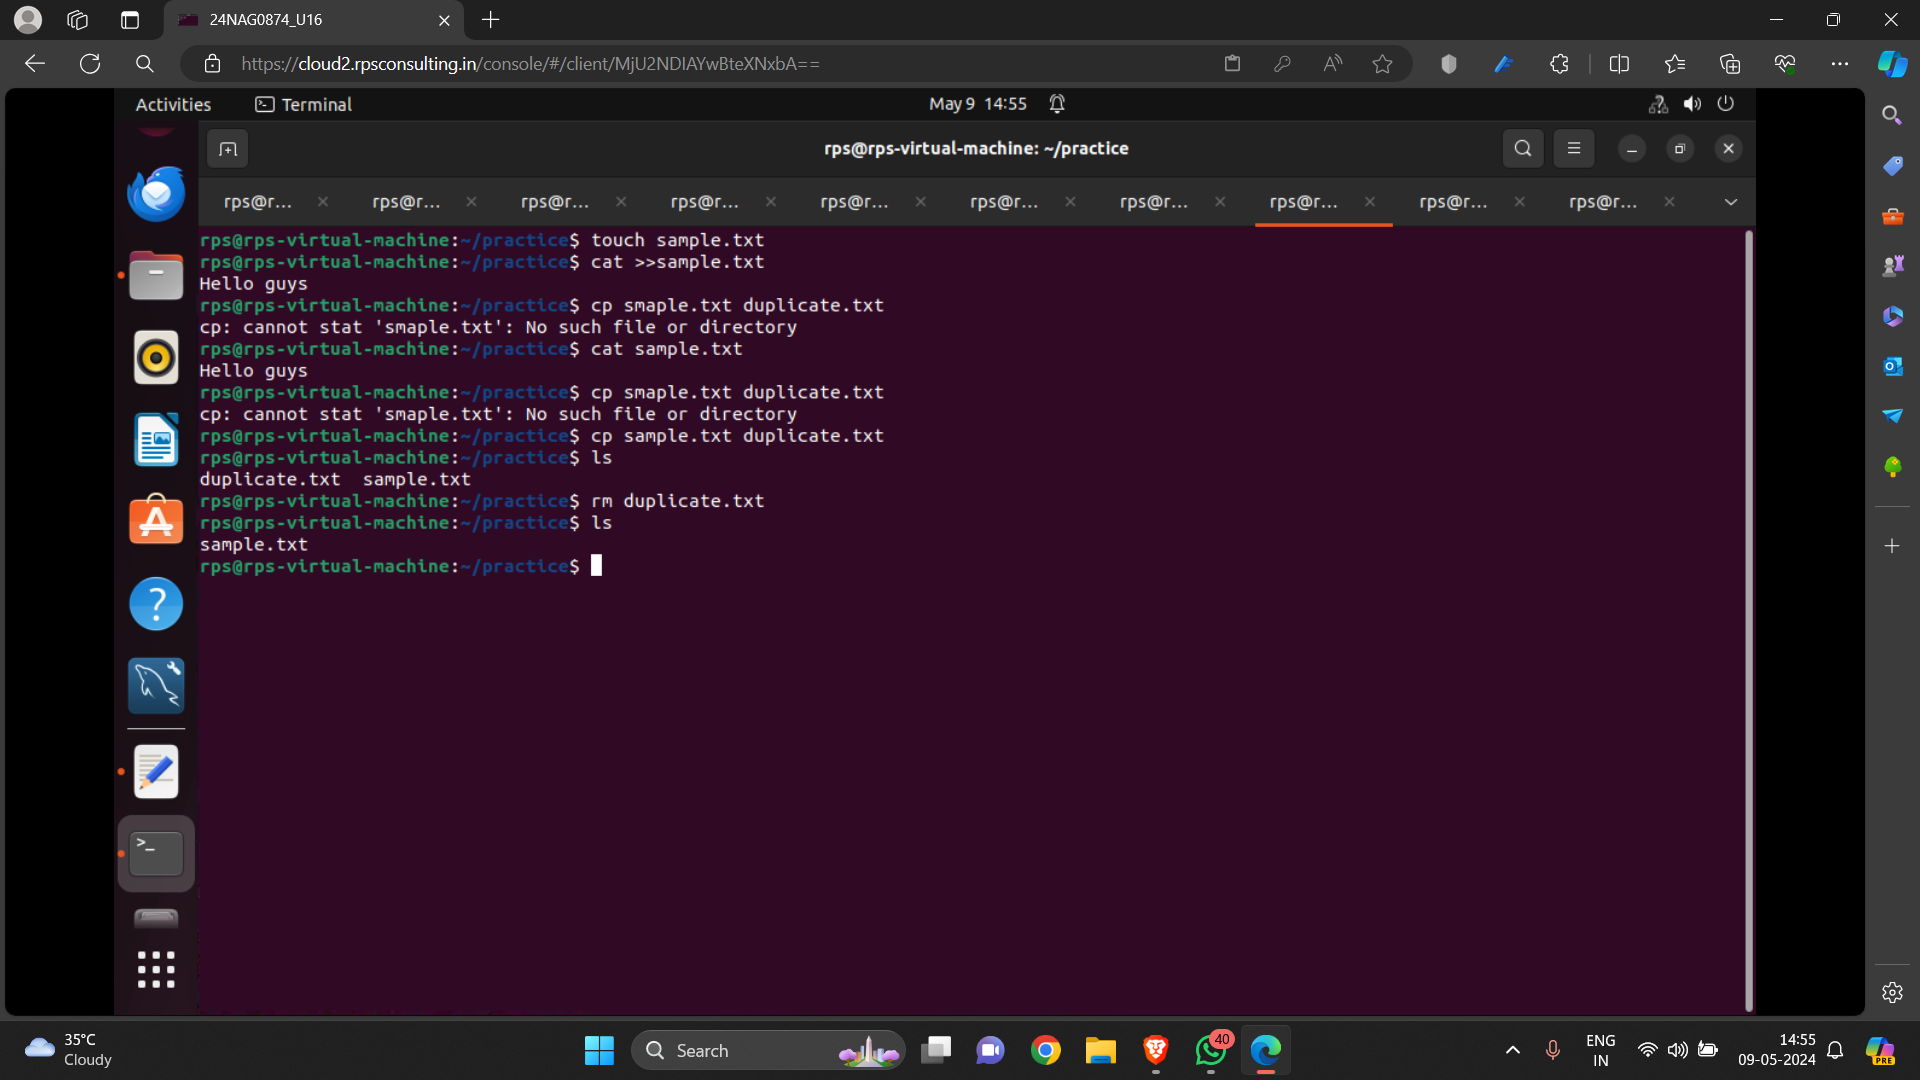 24NAG0874_U16
https://cloud2.rpsconsulting.in/console/#/client/MjU2NDIAYwBteXNxbA==
Activities Terminal May 9 14:55
rps@rps-virtual-machine: ~/practice
rps@r... rps@r... rps@r... rps@r... rps@r... rps@r... rps@r... rps@r... rps@r... rps@r...
rps@rps-virtual-machine:~/practice$ touch sample.txt
rps@rps-virtual-machine:~/practice$ cat >>sample.txt
Hello guys
rps@rps-virtual-machine:~/practice$ cp smaple.txt duplicate.txt
cp: cannot stat 'smaple.txt': No such file or directory
rps@rps-virtual-machine:~/practice$ cat sample.txt
Hello guys
rps@rps-virtual-machine:~/practice$ cp smaple.txt duplicate.txt
cp: cannot stat 'smaple.txt': No such file or directory
rps@rps-virtual-machine:~/practice$ cp sample.txt duplicate.txt
rps@rps-virtual-machine:~/practice$ ls
duplicate.txt  sample.txt
rps@rps-virtual-machine:~/practice$ rm duplicate.txt
rps@rps-virtual-machine:~/practice$ ls
sample.txt
rps@rps-virtual-machine:~/practice$
35°C
Cloudy
Search
40
ENG
IN
14:55
09-05-2024
PRE